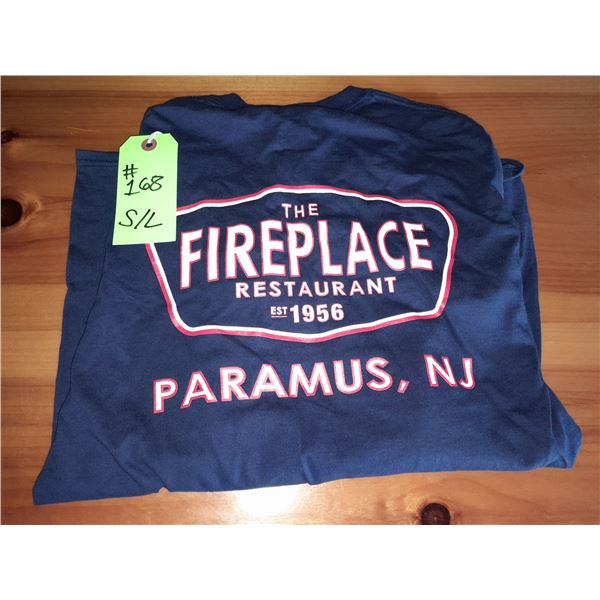 #
168
S/L
THE
FIREPLACE
RESTAURANT
EST 1956
PARAMUS, NJ